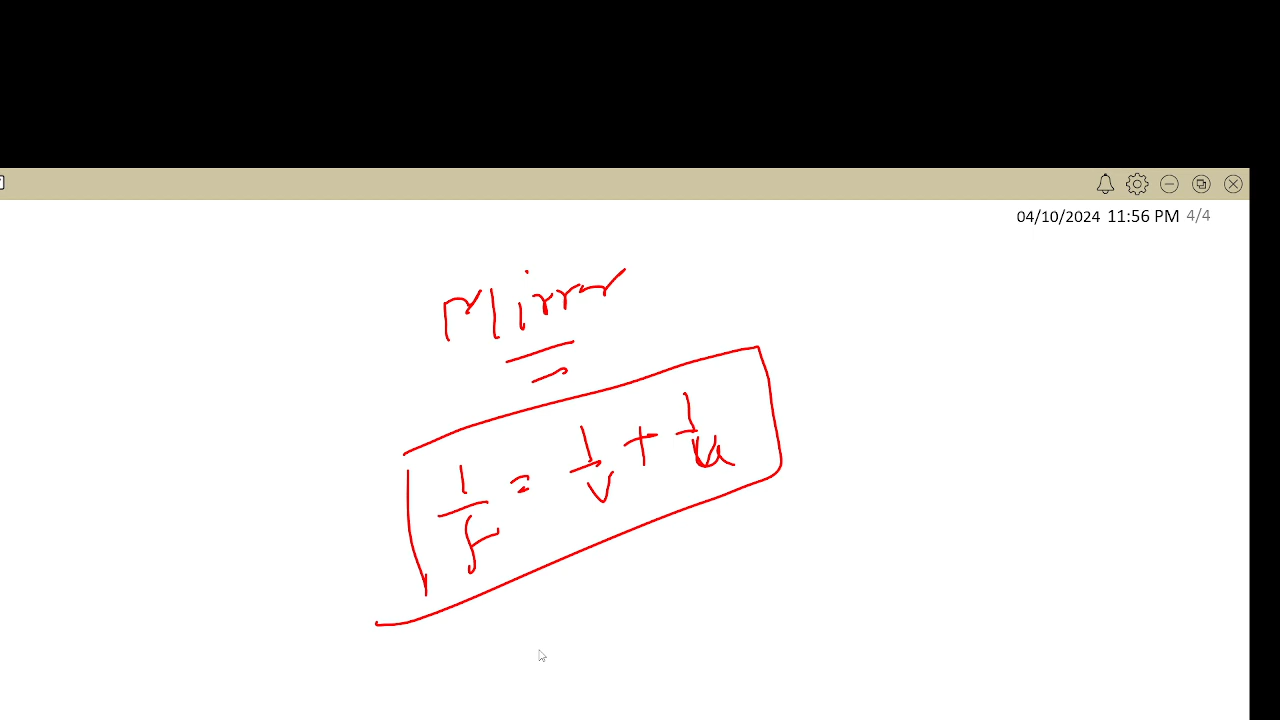 04/10/2024 11:56 PM 4/4
Mirror
1/f = 1/v + 1/u